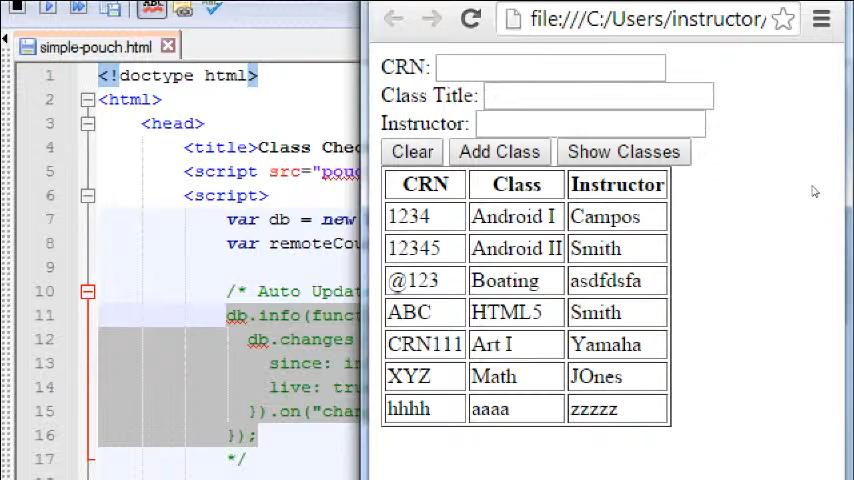 simple-pouch.html
1 <!doctype html>
2 <html>
3 <head>
4 <title>Class Chec
5 <script src="pouc
6 <script>
7 var db = new
8 var remoteCou
9
10 /* Auto Updat
11 db.info(funct
12 db.changes
13 since: in
14 live: tru
15 }).on("chan
16 });
17 */
file:///C:/Users/instructor/
CRN:
Class Title:
Instructor:
Clear Add Class Show Classes
CRN Class Instructor
1234 Android I Campos
12345 Android II Smith
@123 Boating asdfdsfa
ABC HTML5 Smith
CRN111 Art I Yamaha
XYZ Math JOnes
hhhh aaaa zzzzz